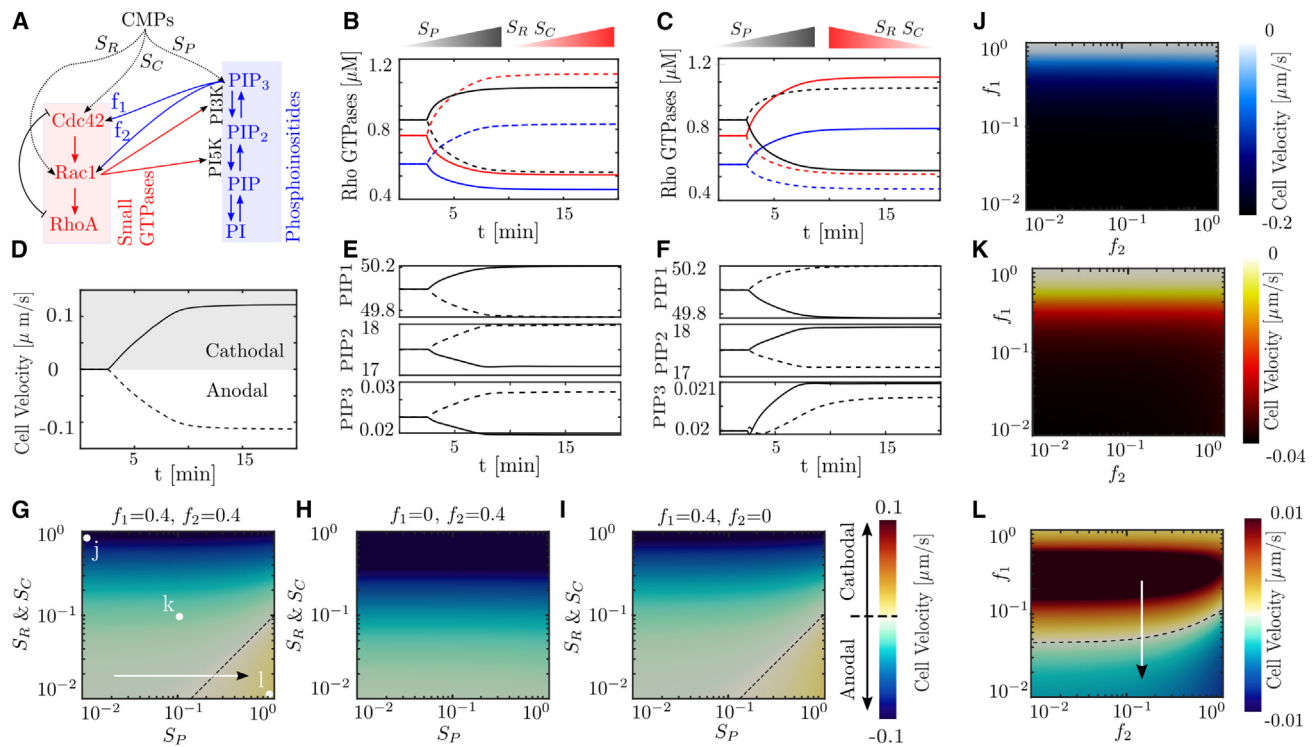 A
CMPs
S_R
S_C
S_P
f_1
f_2
PI3K
PI5K
Cdc42
Rac1
RhoA
Small
GTPases
PIP_3
PIP_2
PIP
PI
Phosphoinositides
B
S_P
S_R S_C
Rho GTPases [μM]
1.2
0.8
0.4
5
15
t [min]
C
S_P
S_R S_C
Rho GTPases [μM]
1.2
0.8
0.4
5
15
t [min]
J
f_1
10^0
10^-1
10^-2
10^-2
10^-1
10^0
f_2
0
-0.2
Cell Velocity [μm/s]
D
Cell Velocity [μ m/s]
0.1
0
-0.1
Cathodal
Anodal
5
15
t [min]
E
PIP1
50.2
49.8
PIP2
18
17
PIP3
0.03
0.02
5
15
t [min]
F
PIP1
50.2
49.8
PIP2
18
17
PIP3
0.021
0.02
5
15
t [min]
K
f_1
10^0
10^-1
10^-2
10^-2
10^-1
10^0
f_2
0
-0.04
Cell Velocity [μm/s]
G
f_1=0.4, f_2=0.4
S_R & S_C
10^0
10^-1
10^-2
j
k
l
10^-2
10^-1
10^0
S_P
H
f_1=0, f_2=0.4
S_R & S_C
10^0
10^-1
10^-2
10^-2
10^-1
10^0
S_P
I
f_1=0.4, f_2=0
S_R & S_C
10^0
10^-1
10^-2
10^-2
10^-1
10^0
S_P
Cathodal
Anodal
0.1
-0.1
Cell Velocity [μm/s]
L
f_1
10^0
10^-1
10^-2
10^-2
10^-1
10^0
f_2
0.01
-0.01
Cell Velocity [μm/s]